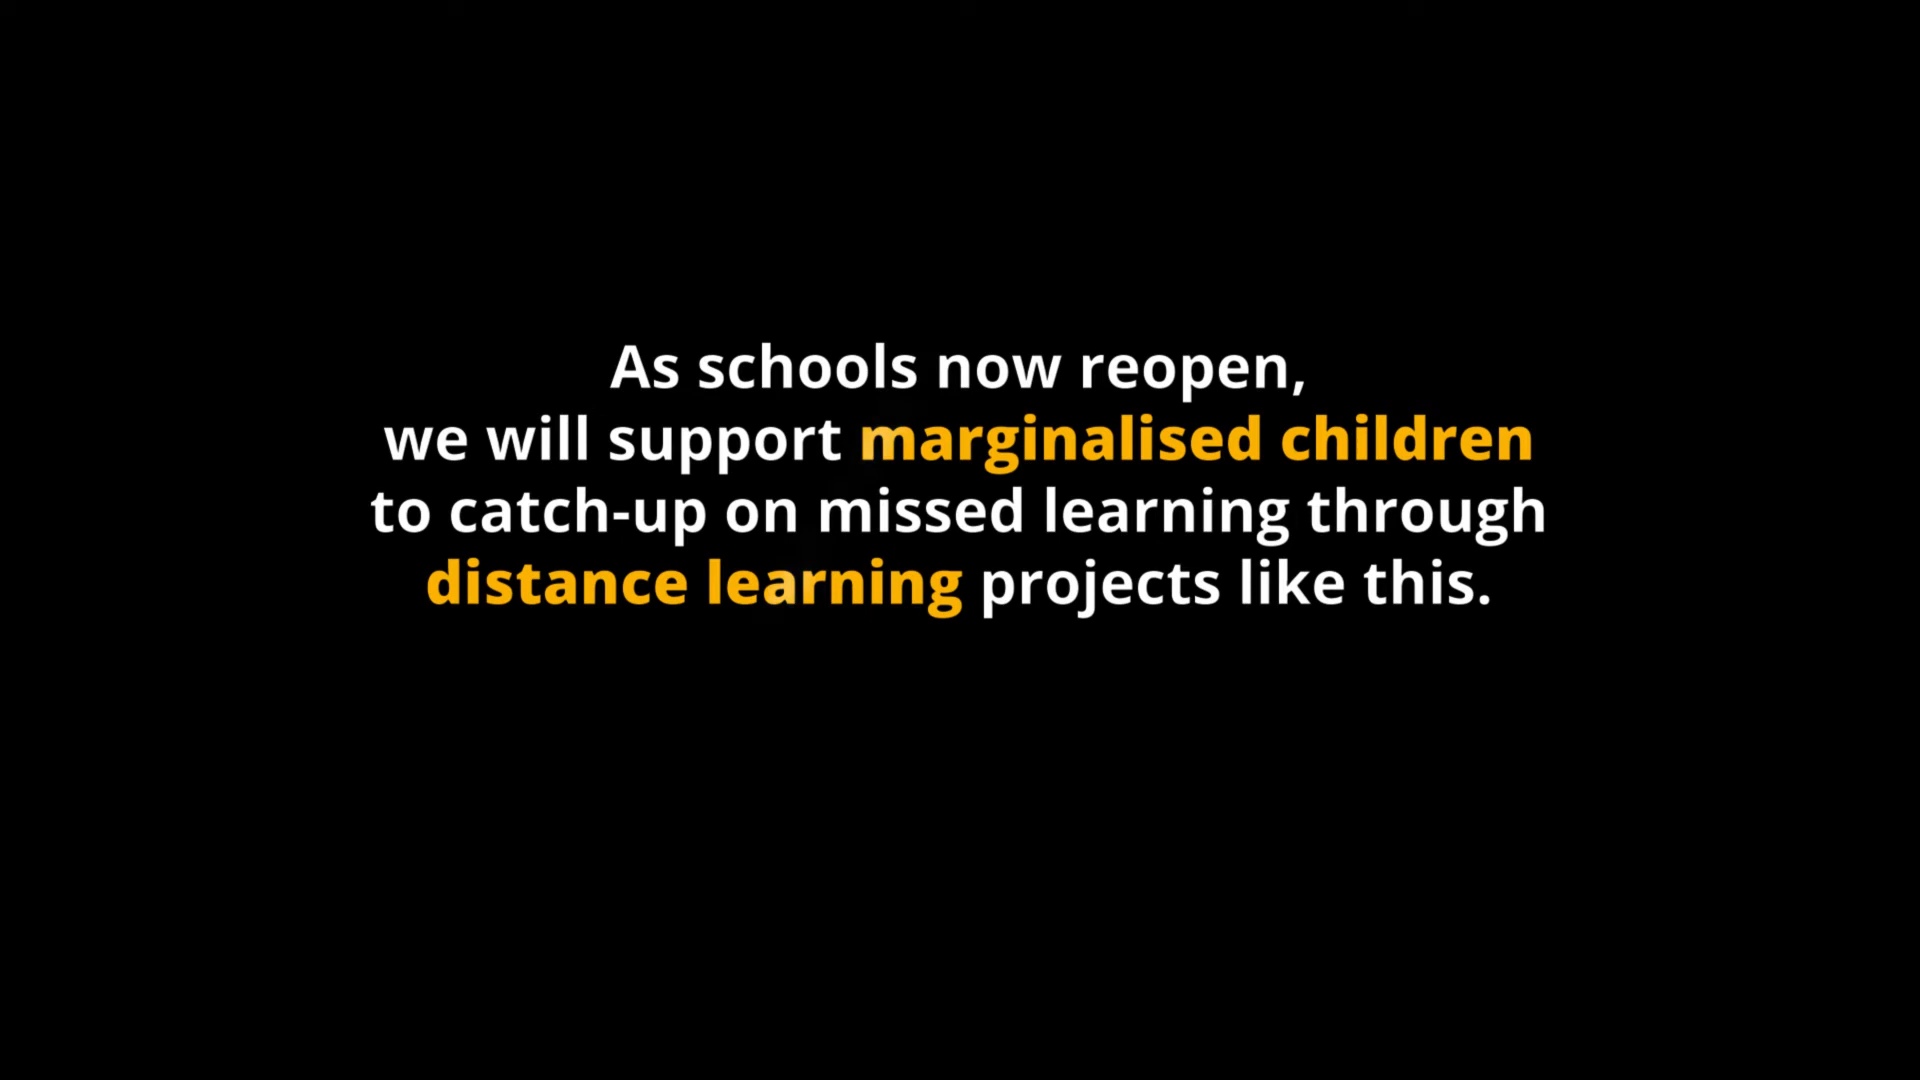 As schools now reopen,
we will support marginalised children
to catch-up on missed learning through
distance learning projects like this.